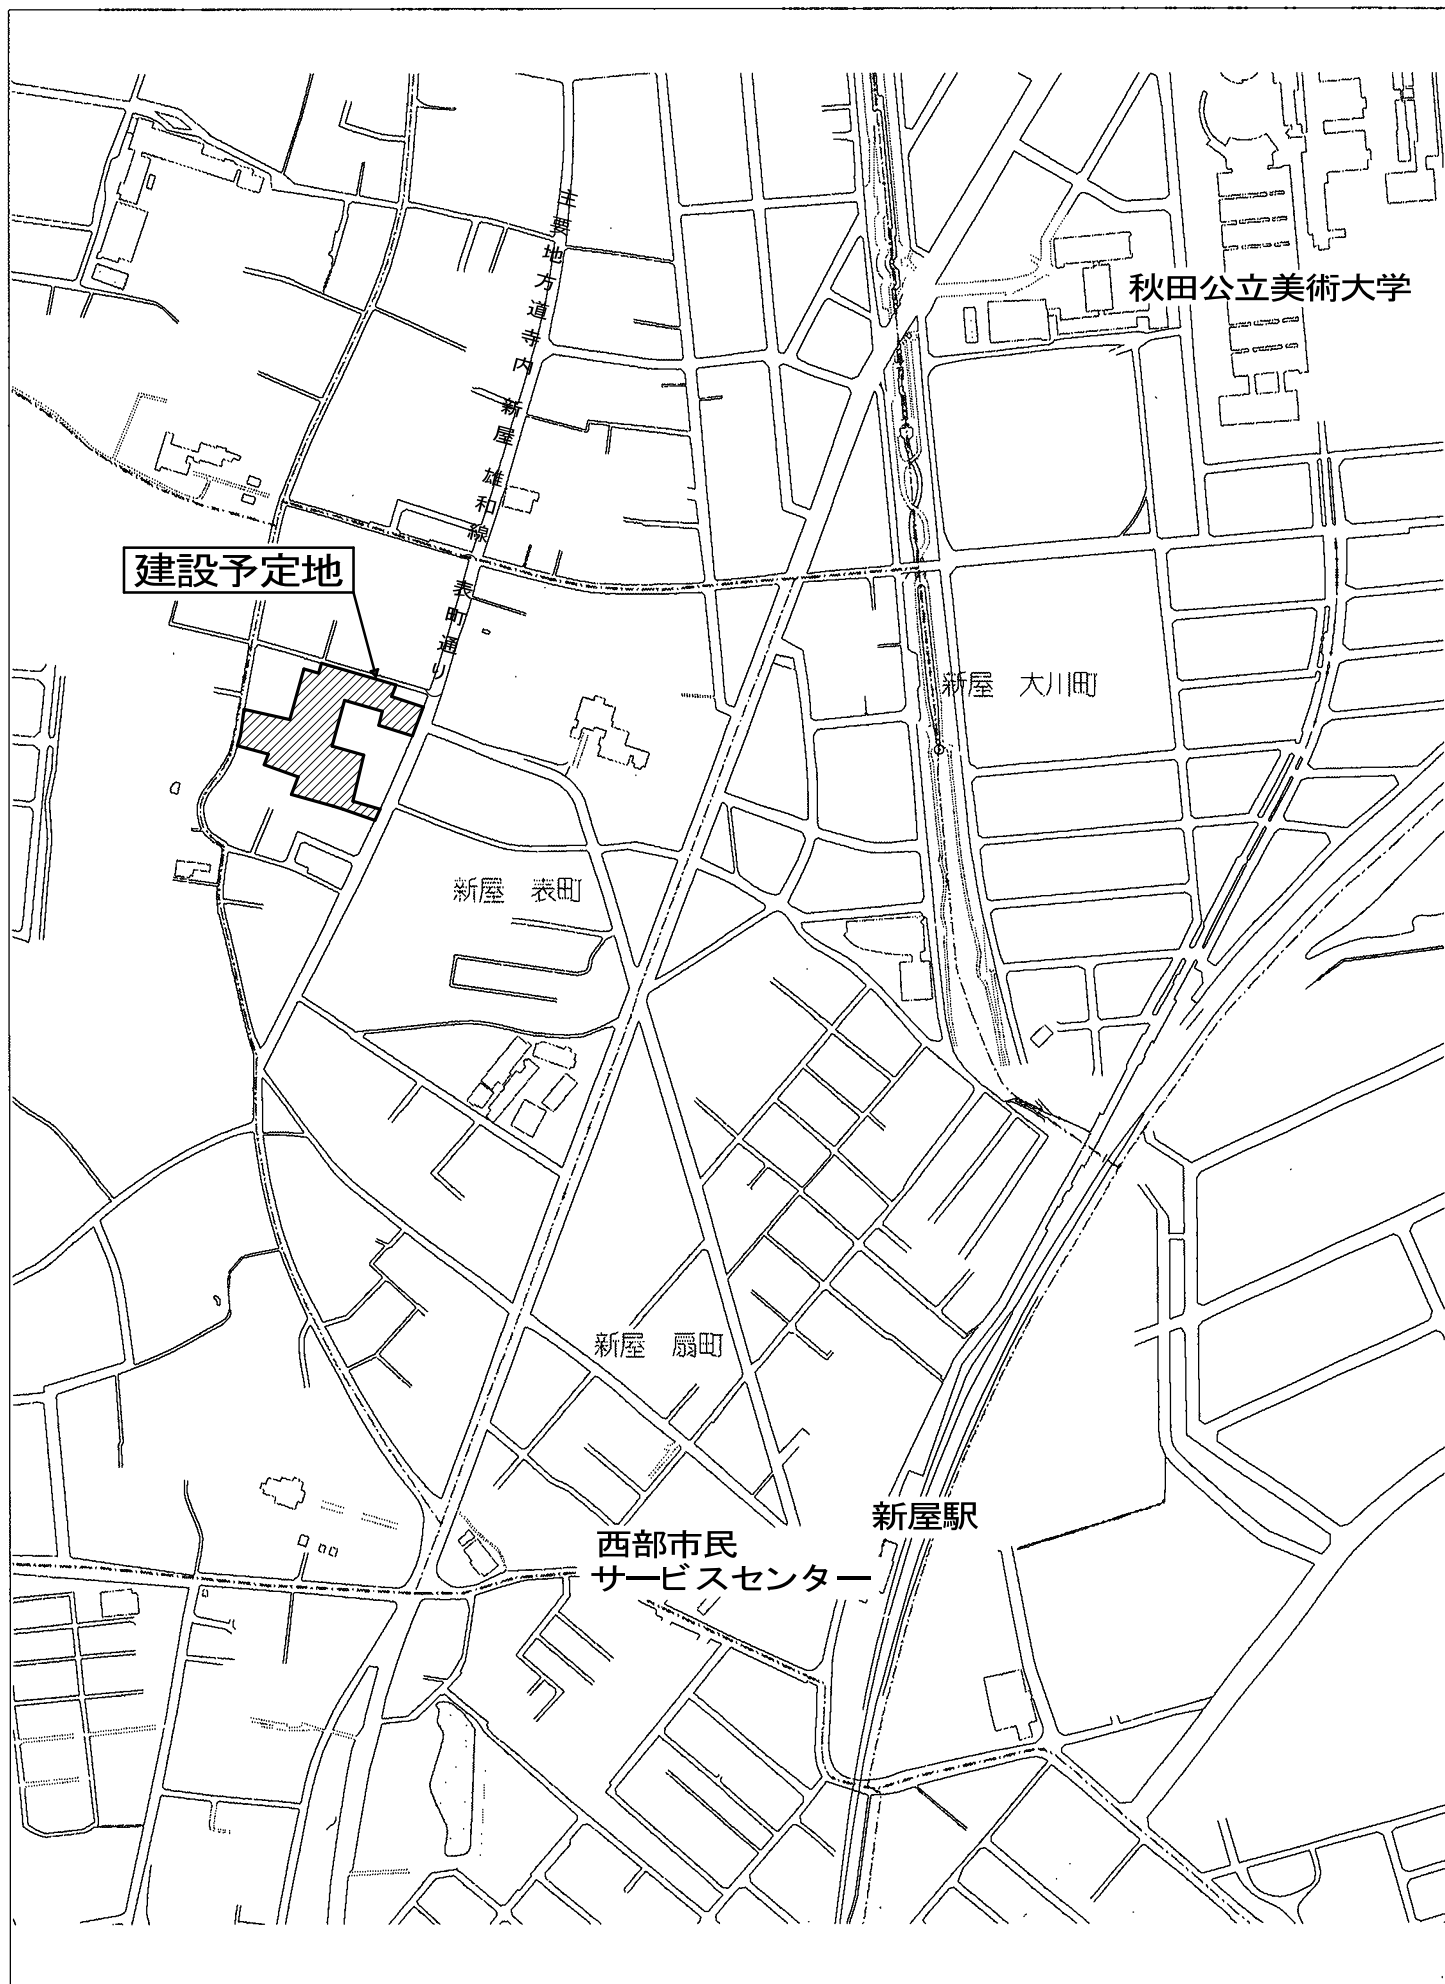 主要地方道寺内新屋雄和線
表町通り
秋田公立美術大学
建設予定地
新屋　大川町
新屋　表町
新屋　扇町
新屋駅
西部市民
サービスセンター